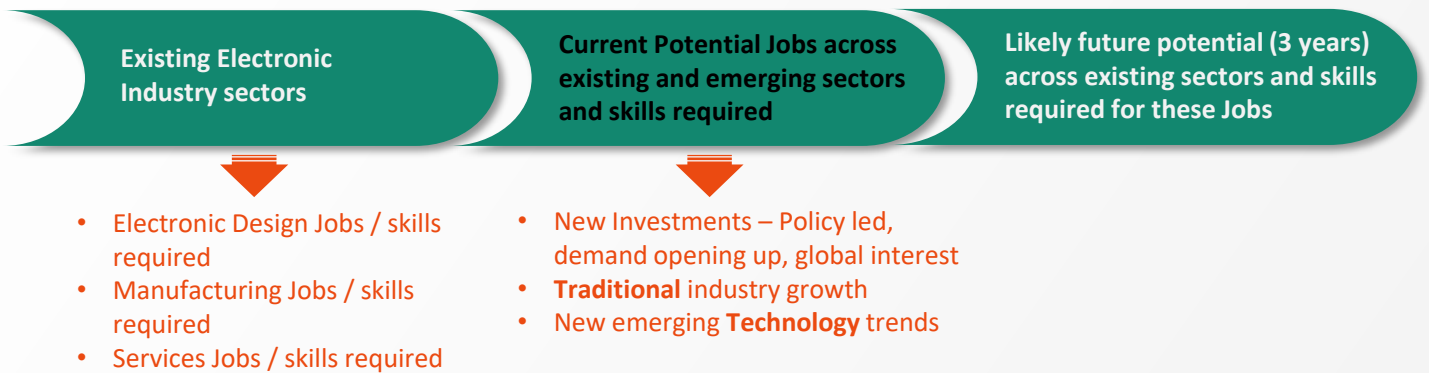 Existing Electronic
Industry sectors
Current Potential Jobs across
existing and emerging sectors
and skills required
Likely future potential (3 years)
across existing sectors and skills
required for these Jobs
• Electronic Design Jobs / skills
required
• Manufacturing Jobs / skills
required
• Services Jobs / skills required
• New Investments – Policy led,
demand opening up, global interest
• Traditional industry growth
• New emerging Technology trends